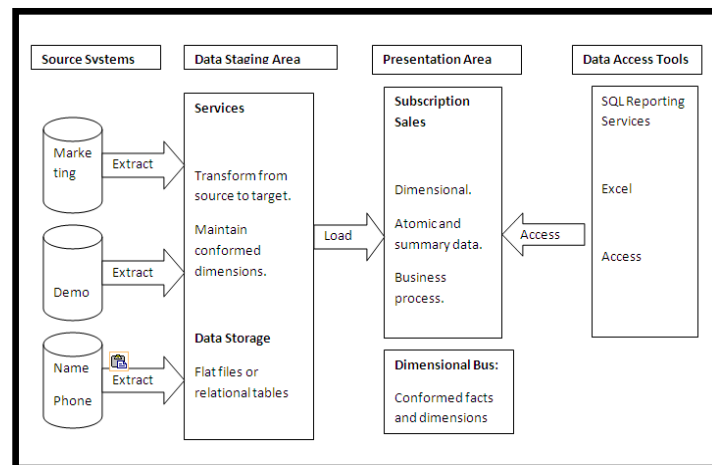 Source Systems
Data Staging Area
Presentation Area
Data Access Tools
Marke
ting
Extract
Demo
Extract
Name
Phone
Extract
Services
Transform from
source to target.
Maintain
conformed
dimensions.
Data Storage
Flat files or
relational tables
Load
Subscription
Sales
Dimensional.
Atomic and
summary data.
Business
process.
Dimensional Bus:
Conformed facts
and dimensions
Access
SQL Reporting
Services
Excel
Access